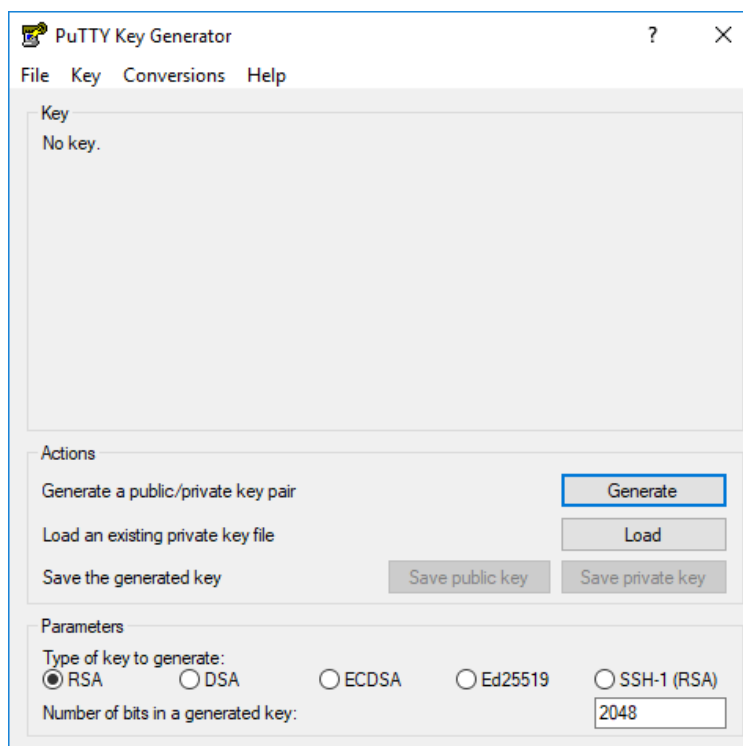 PuTTY Key Generator ?
File Key Conversions Help
Key
No key.
Actions
Generate a public/private key pair Generate
Load an existing private key file Load
Save the generated key Save public key Save private key
Parameters
Type of key to generate:
RSA DSA ECDSA Ed25519 SSH-1 (RSA)
Number of bits in a generated key: 2048